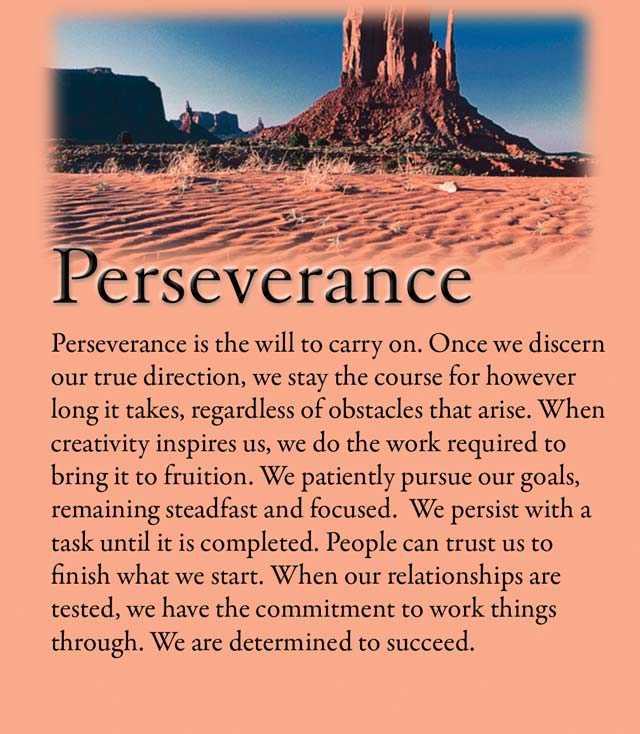 Perseverance
Perseverance is the will to carry on. Once we discern
our true direction, we stay the course for however
long it takes, regardless of obstacles that arise. When
creativity inspires us, we do the work required to
bring it to fruition. We patiently pursue our goals,
remaining steadfast and focused.  We persist with a
task until it is completed. People can trust us to
finish what we start. When our relationships are
tested, we have the commitment to work things
through. We are determined to succeed.